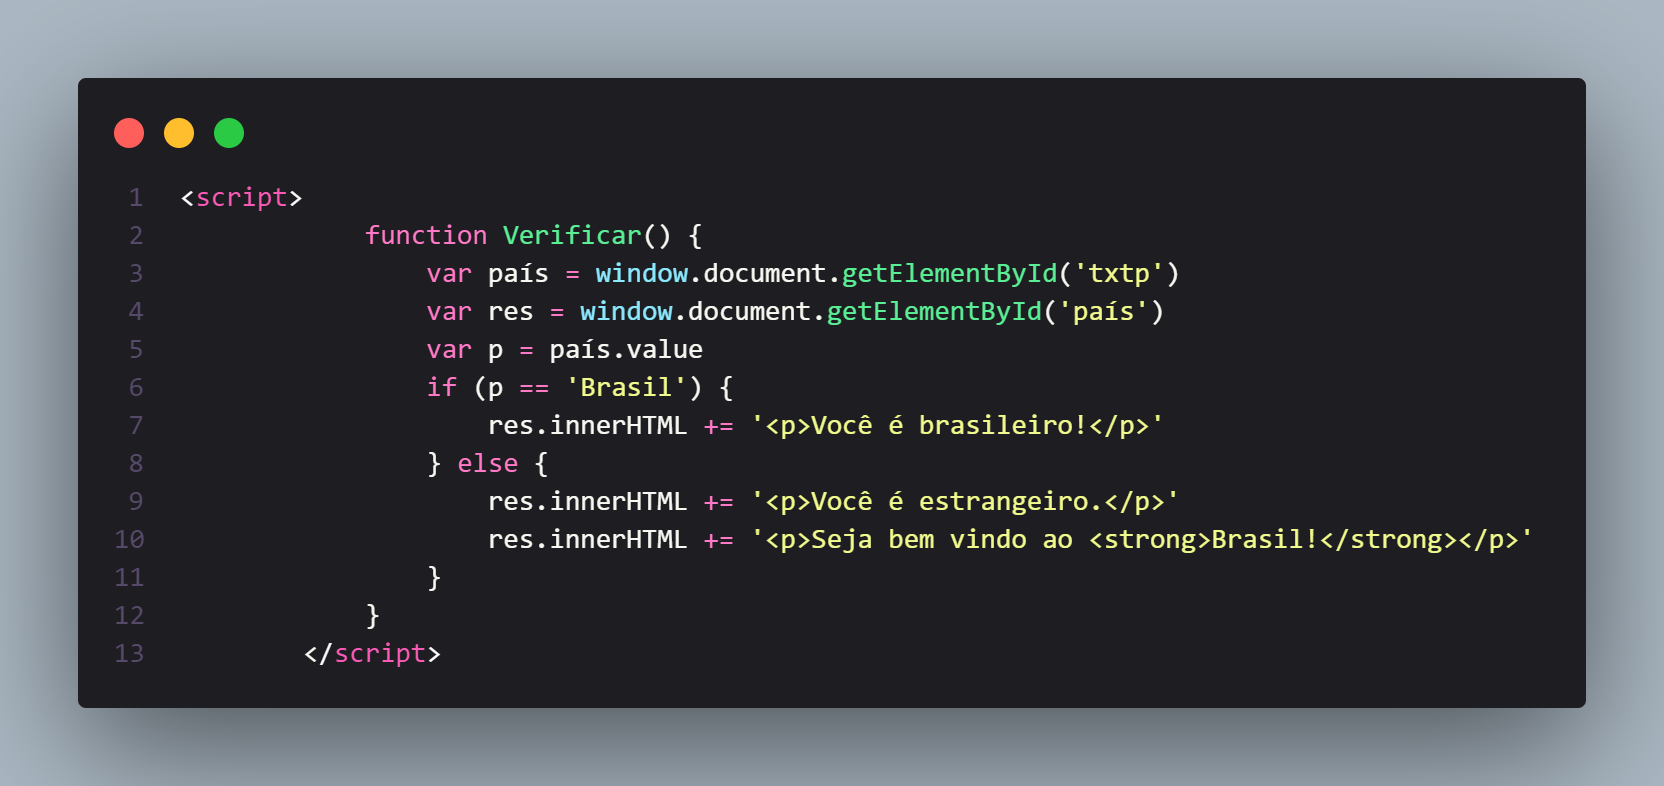 1 <script>
2 function Verificar() {
3 var país = window.document.getElementById('txtp')
4 var res = window.document.getElementById('país')
5 var p = país.value
6 if (p == 'Brasil') {
7 res.innerHTML += '<p>Você é brasileiro!</p>'
8 } else {
9 res.innerHTML += '<p>Você é estrangeiro.</p>'
10 res.innerHTML += '<p>Seja bem vindo ao <strong>Brasil!</strong></p>'
11 }
12 }
13 </script>